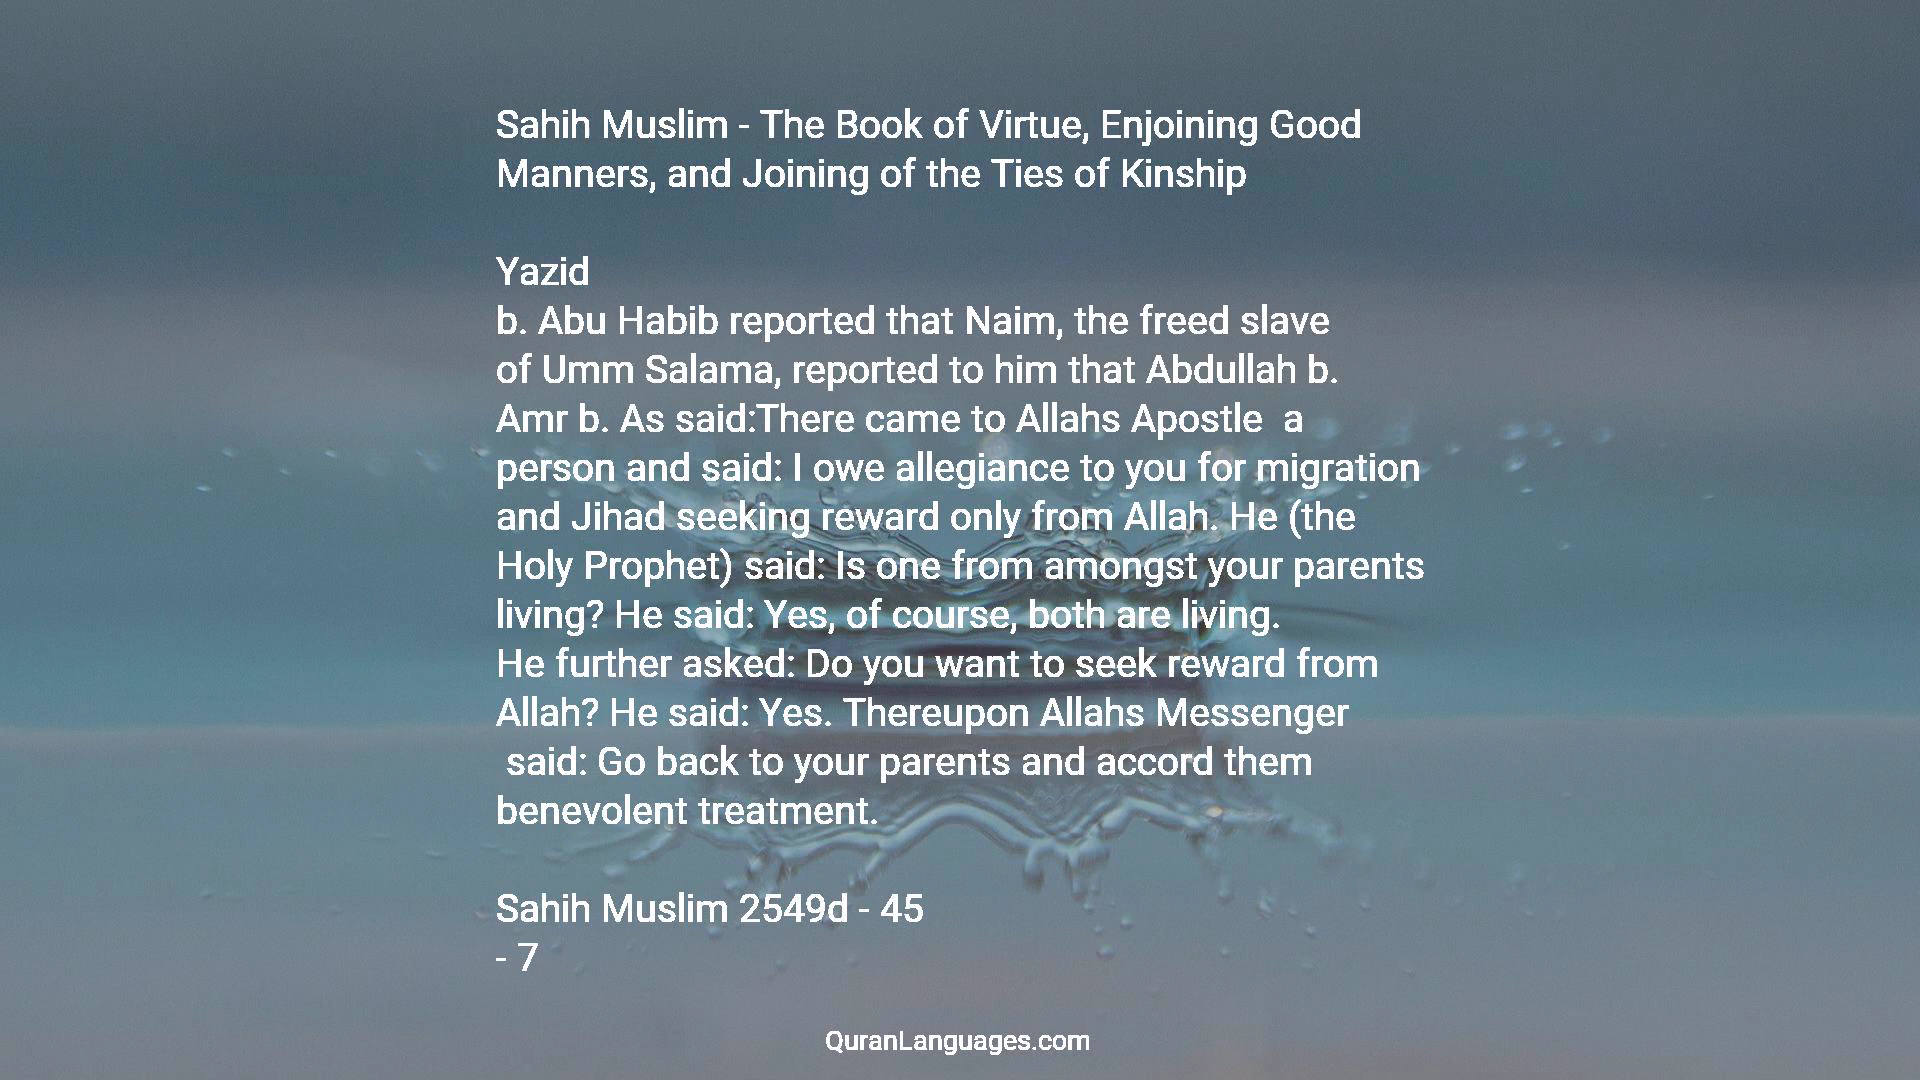 Sahih Muslim - The Book of Virtue, Enjoining Good
Manners, and Joining of the Ties of Kinship
Yazid
b. Abu Habib reported that Naim, the freed slave
of Umm Salama, reported to him that Abdullah b.
Amr b. As said:There came to Allahs Apostle  a
person and said: I owe allegiance to you for migration
and Jihad seeking reward only from Allah. He (the
Holy Prophet) said: Is one from amongst your parents
living? He said: Yes, of course, both are living.
He further asked: Do you want to seek reward from
Allah? He said: Yes. Thereupon Allahs Messenger
said: Go back to your parents and accord them
benevolent treatment.
Sahih Muslim 2549d - 45
- 7
QuranLanguages.com